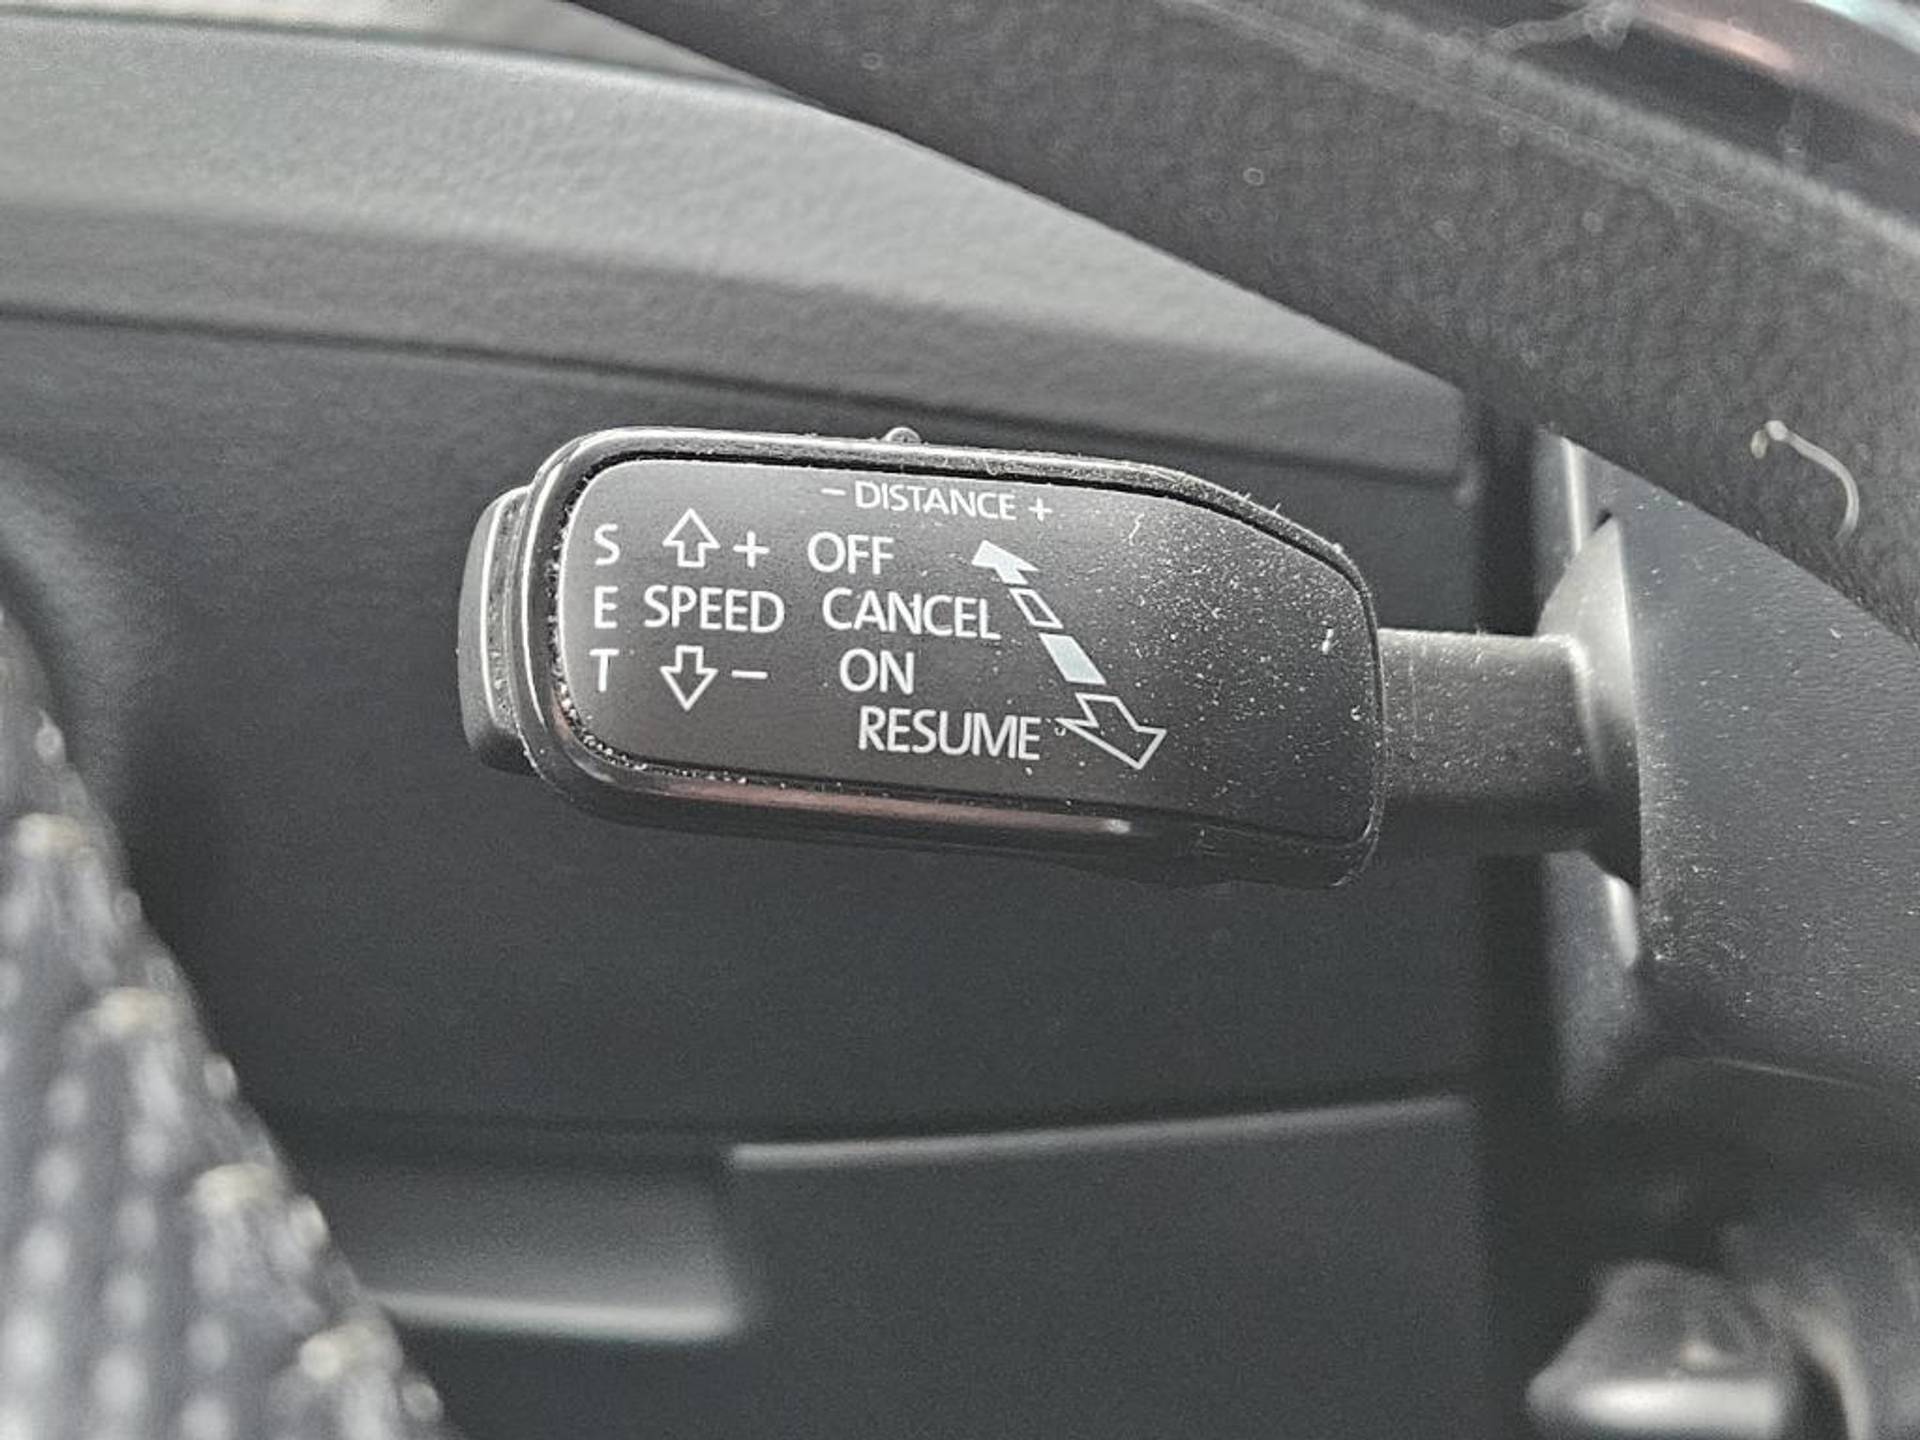 − DISTANCE +
S + OFF
E SPEED CANCEL
T − ON
RESUME